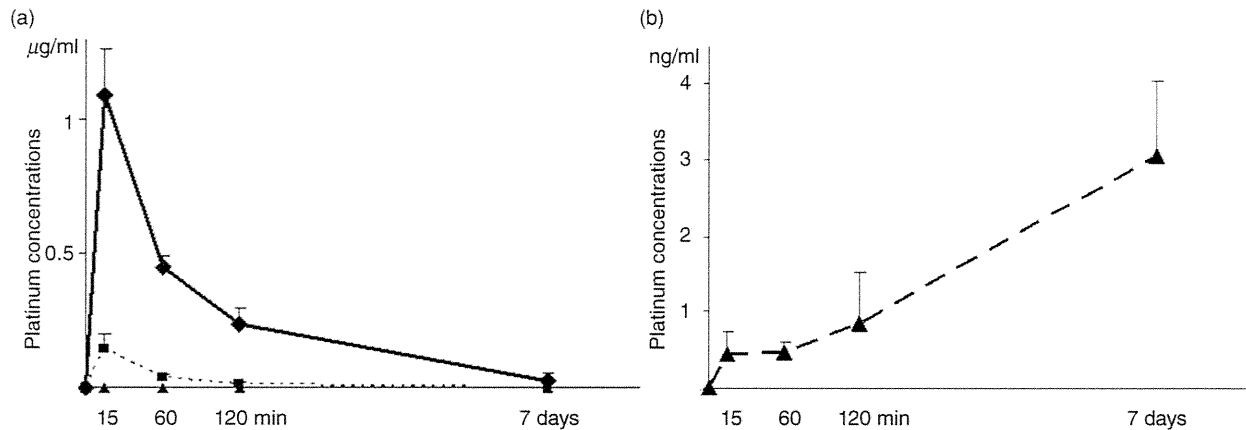 (a)
µg/ml
Platinum concentrations
1
0.5
15 60 120 min 7 days
(b)
ng/ml
Platinum concentrations
4
3
2
1
15 60 120 min 7 days